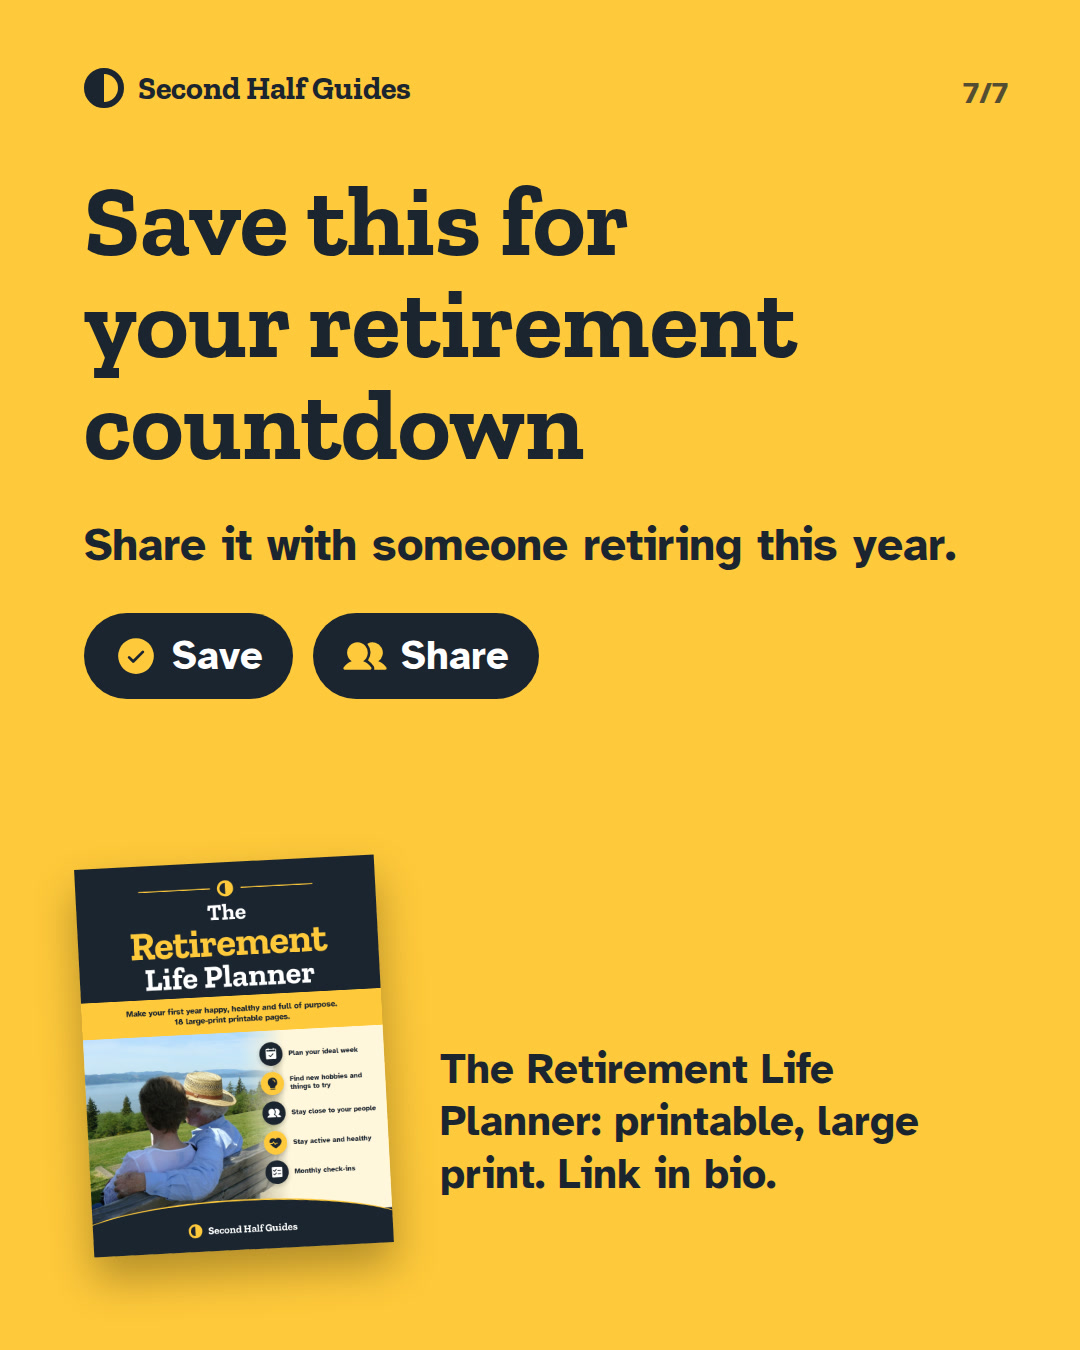 Second Half Guides
7/7
Save this for
your retirement
countdown
Share it with someone retiring this year.
Save
Share
The
Retirement
Life Planner
Make your first year happy, healthy and full of purpose.
18 large-print printable pages.
Plan your ideal week
Find new hobbies and
things to try
Stay close to your people
Stay active and healthy
Monthly check-ins
Second Half Guides
The Retirement Life
Planner: printable, large
print. Link in bio.